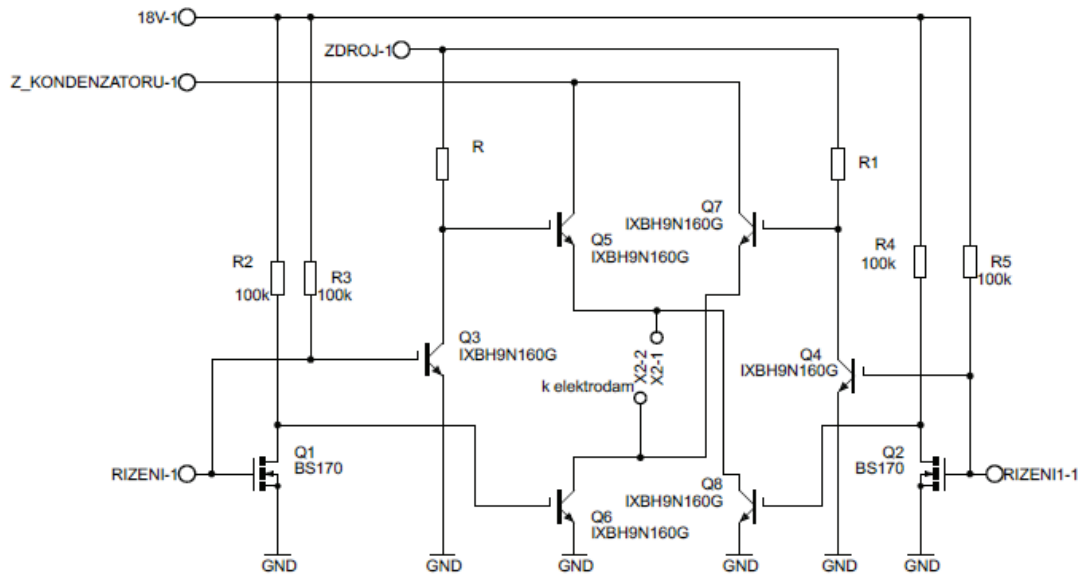 18V-1
ZDROJ-1
Z_KONDENZATORU-1
R
R1
Q7
IXBH9N160G
Q5
IXBH9N160G
R2
100k
R3
100k
R4
100k
R5
100k
Q3
IXBH9N160G
X2-2
X2-1
k elektrodam
Q4
IXBH9N160G
RIZENI-1
Q1
BS170
Q2
BS170
RIZENI1-1
Q8
IXBH9N160G
Q6
IXBH9N160G
GND
GND
GND
GND
GND
GND